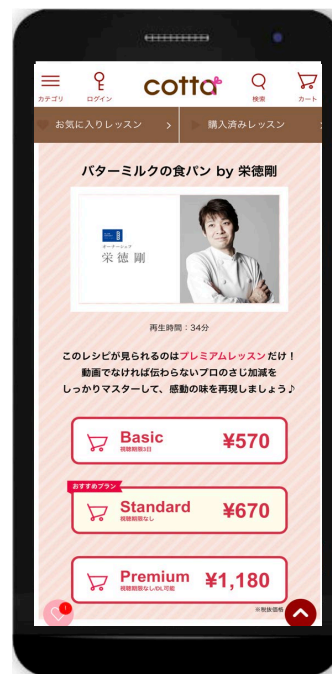 cotta
カテゴリ
ログイン
検索
カート
お気に入りレッスン
購入済みレッスン
バターミルクの食パン by 栄徳剛
オーナーシェフ
栄 徳 剛
再生時間：34分
このレシピが見られるのはプレミアムレッスンだけ！
動画でなければ伝わらないプロのさじ加減を
しっかりマスターして、感動の味を再現しましょう♪
Basic
視聴期限3日
¥570
おすすめプラン
Standard
視聴期限なし
¥670
Premium
視聴期限なし/DL可能
¥1,180
※税抜価格
1